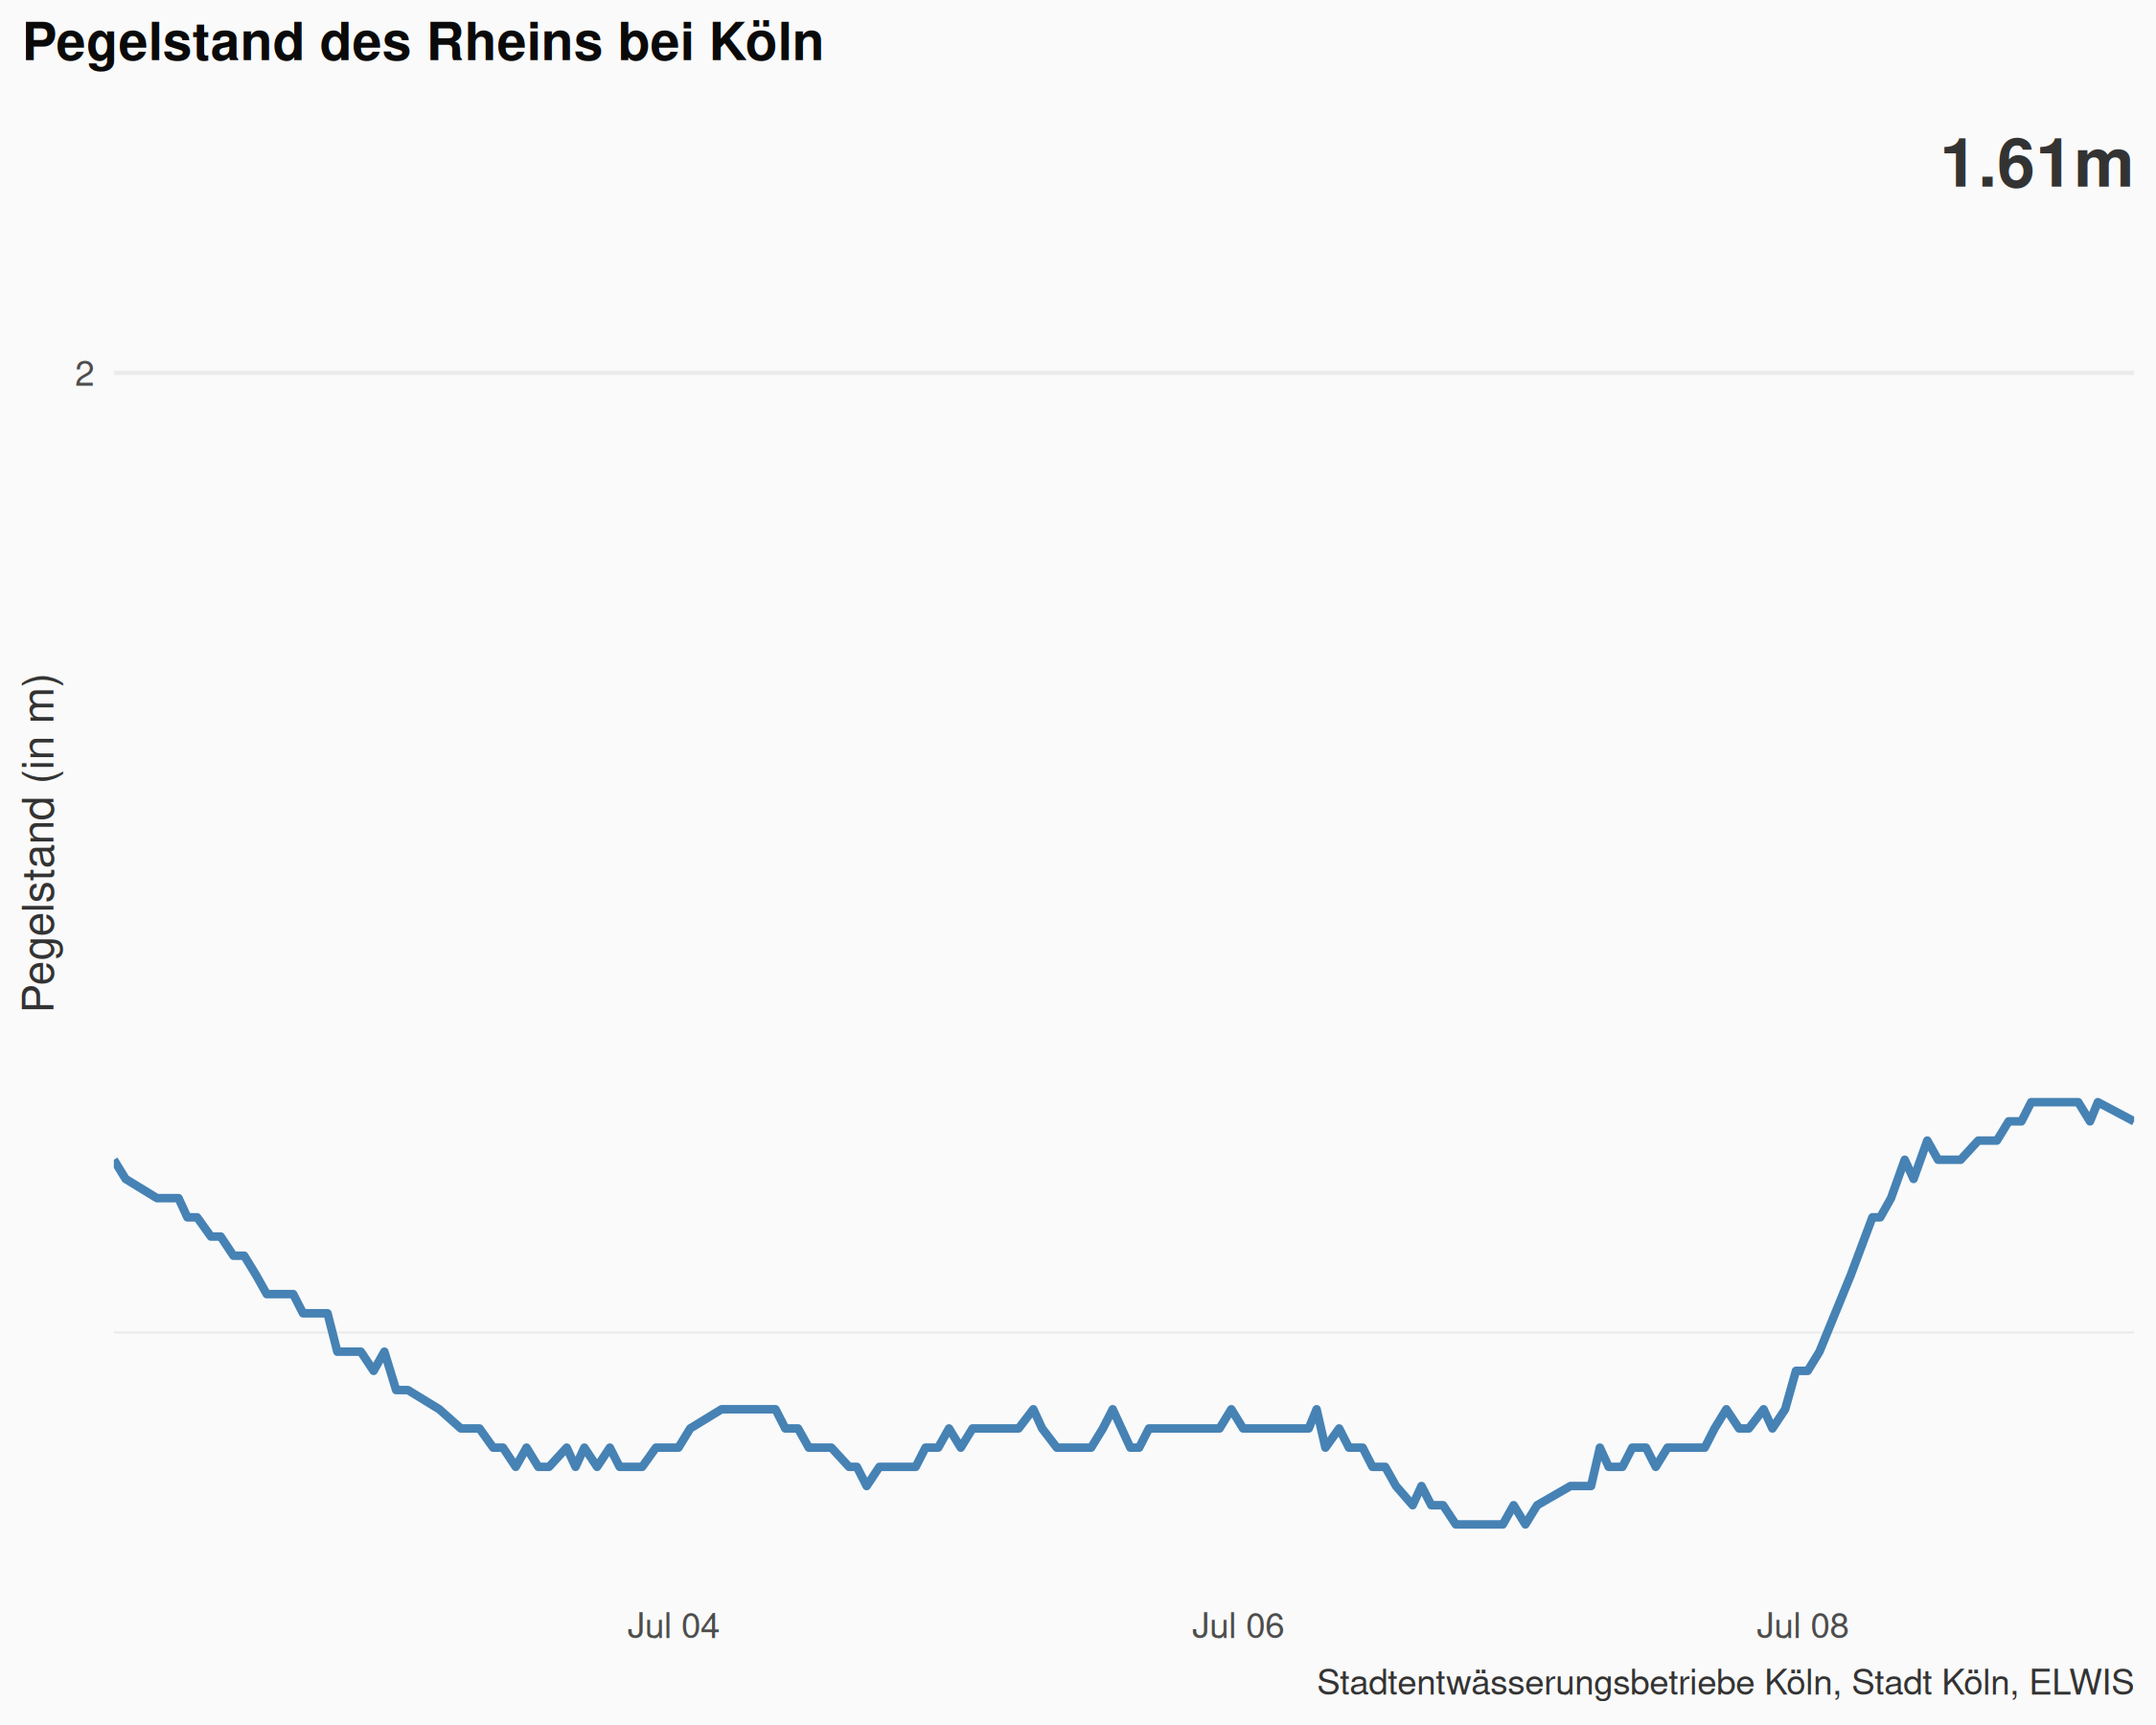 Pegelstand des Rheins bei Köln
1.61m
2
Pegelstand (in m)
Jul 04
Jul 06
Jul 08
Stadtentwässerungsbetriebe Köln, Stadt Köln, ELWIS